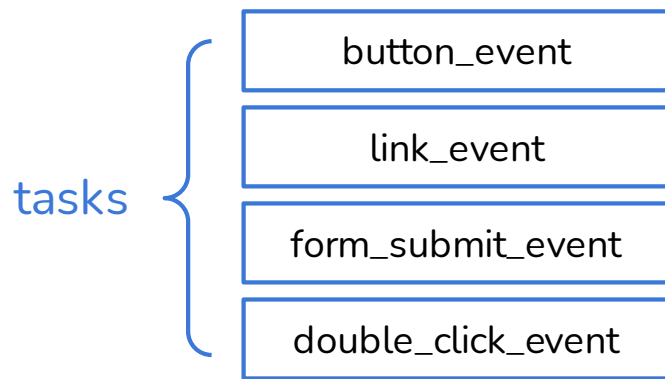 button_event
link_event
tasks
form_submit_event
double_click_event